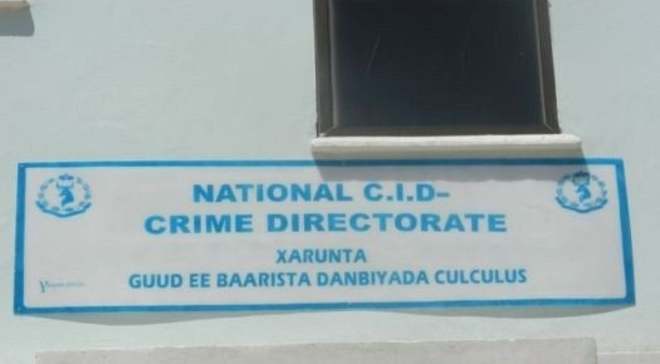 NATIONAL C.I.D-
CRIME DIRECTORATE
XARUNTA
GUUD EE BAARISTA DANBIYADA CULCULUS